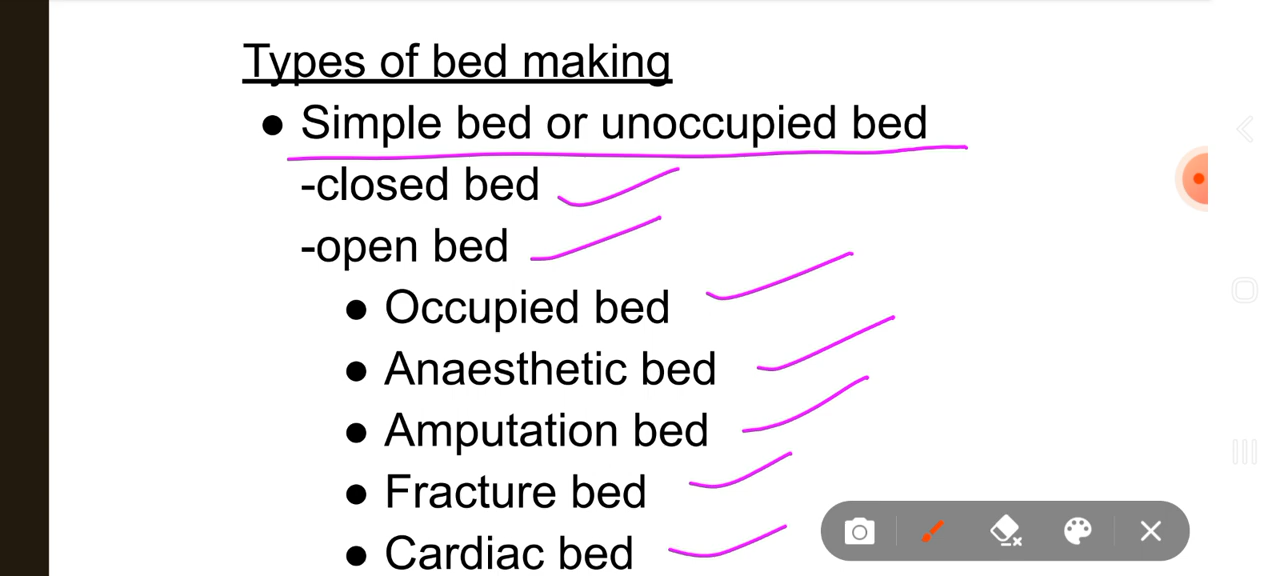 Types of bed making
● Simple bed or unoccupied bed
-closed bed
-open bed
● Occupied bed
● Anaesthetic bed
● Amputation bed
● Fracture bed
● Cardiac bed